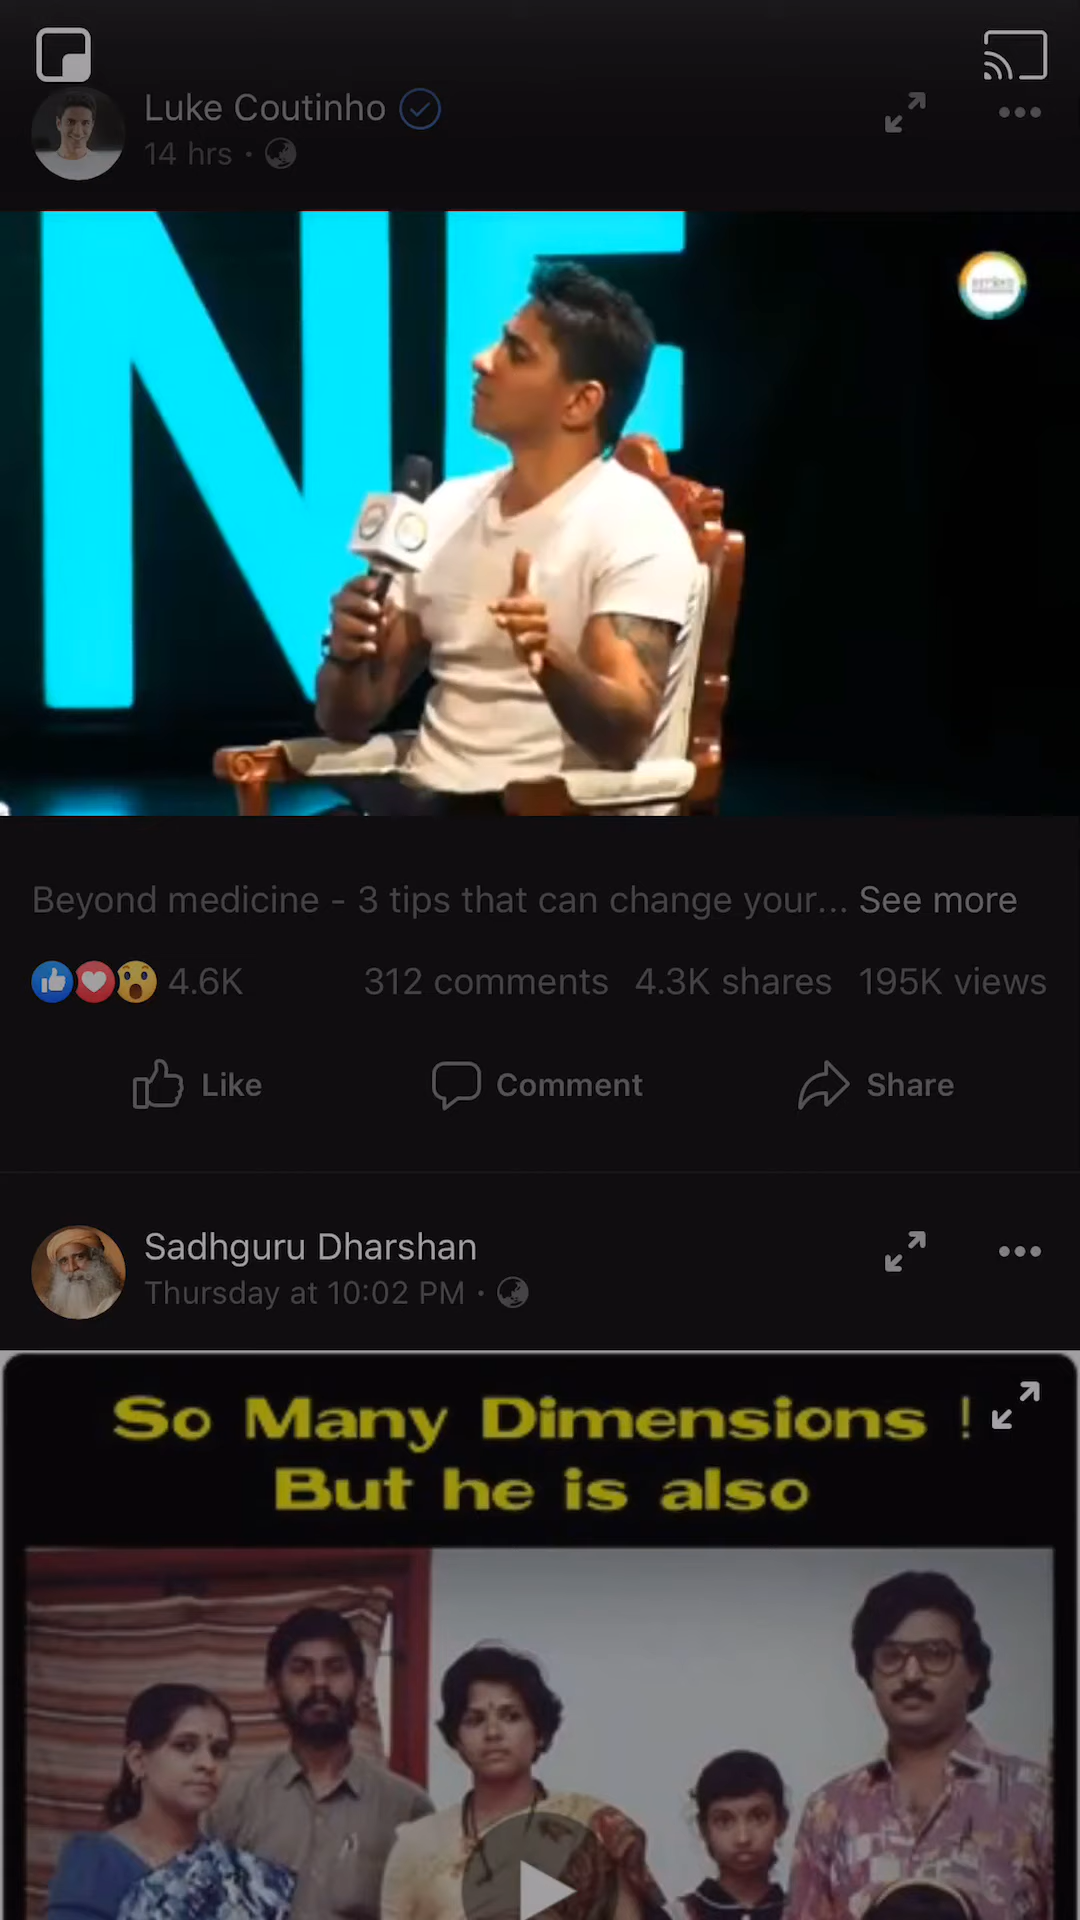 Luke Coutinho
14 hrs ·
NE
Beyond medicine - 3 tips that can change your... See more
4.6K 312 comments 4.3K shares 195K views
Like Comment Share
Sadhguru Dharshan
Thursday at 10:02 PM ·
So Many Dimensions !
But he is also